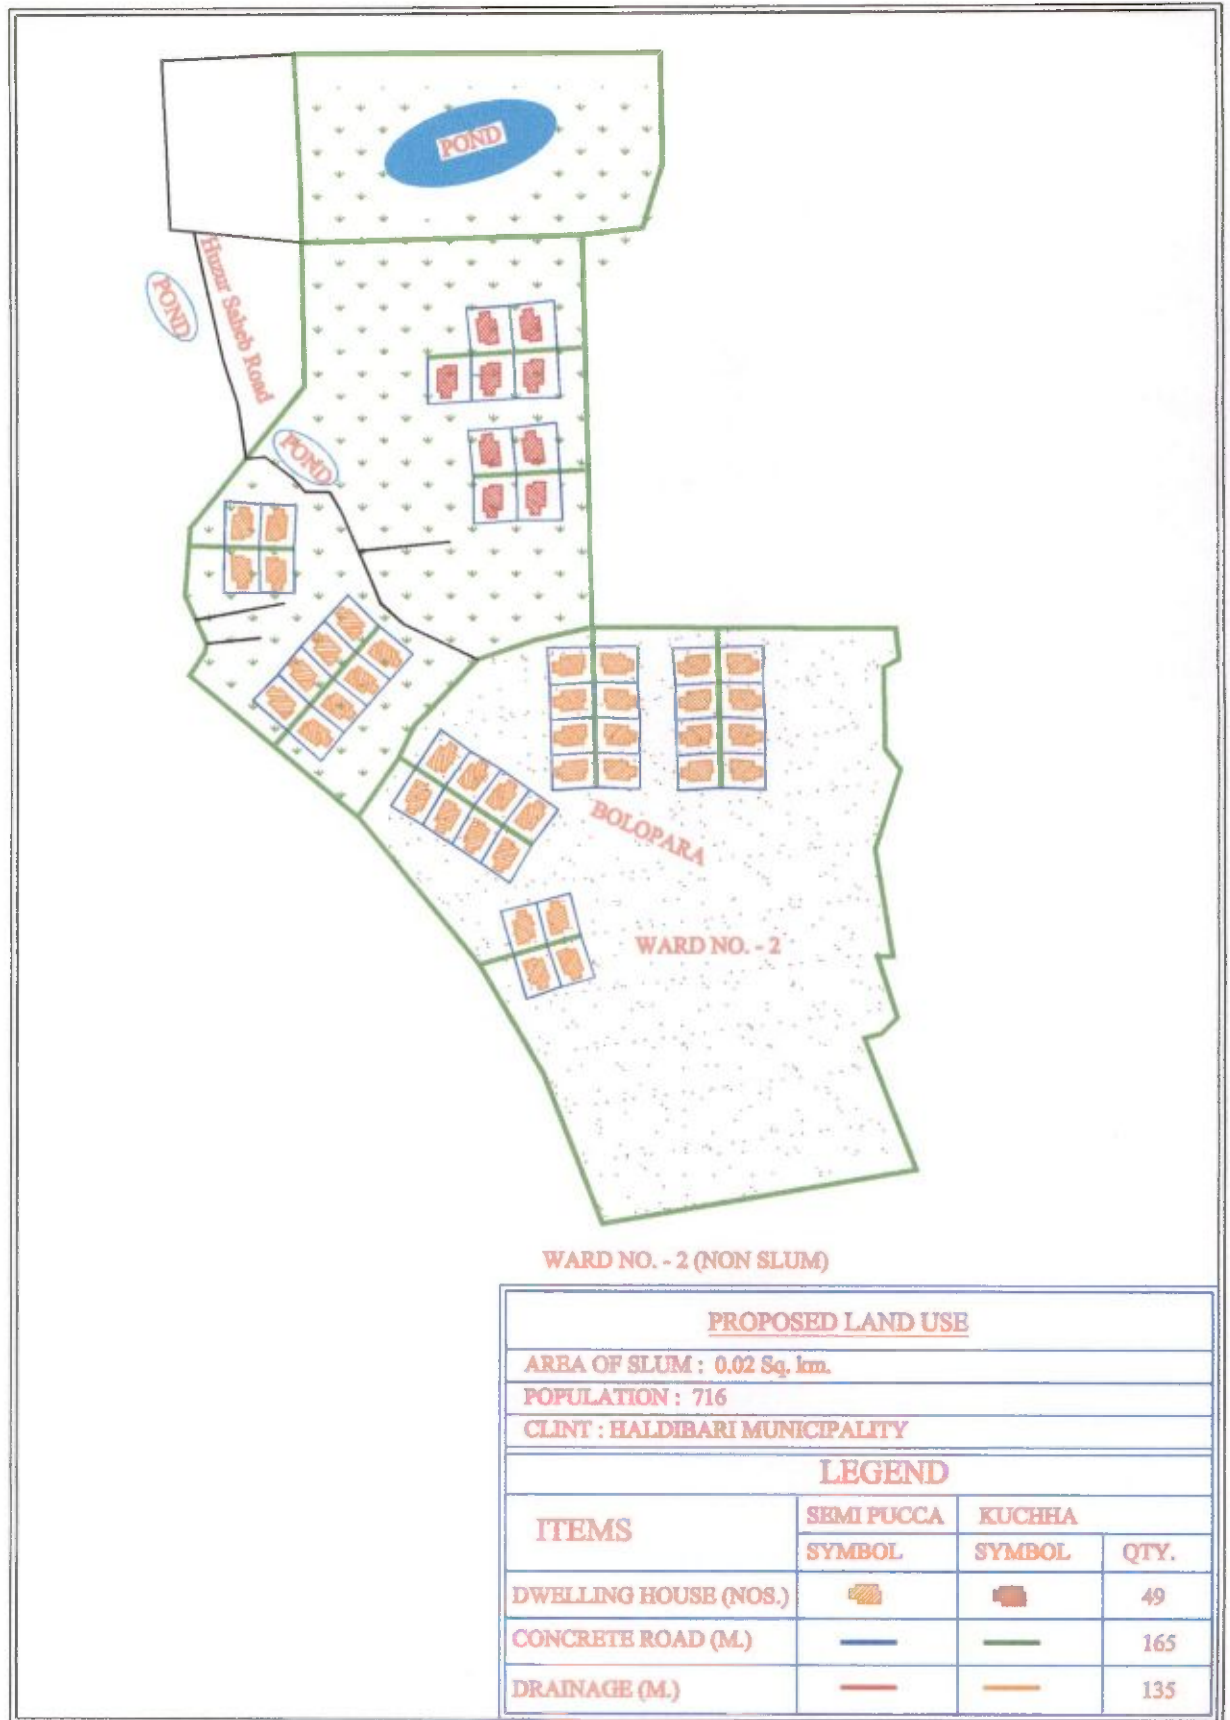 POND
Huzur Saheb Road
POND
POND
BOLOPARA
WARD NO. - 2
WARD NO. - 2 (NON SLUM)
PROPOSED LAND USE
AREA OF SLUM : 0.02 Sq. km.
POPULATION : 716
CLINT : HALDIBARI MUNICIPALITY
LEGEND
ITEMS SEMI PUCCA KUCHHA
SYMBOL SYMBOL QTY.
DWELLING HOUSE (NOS.) 49
CONCRETE ROAD (M.) 165
DRAINAGE (M.) 135